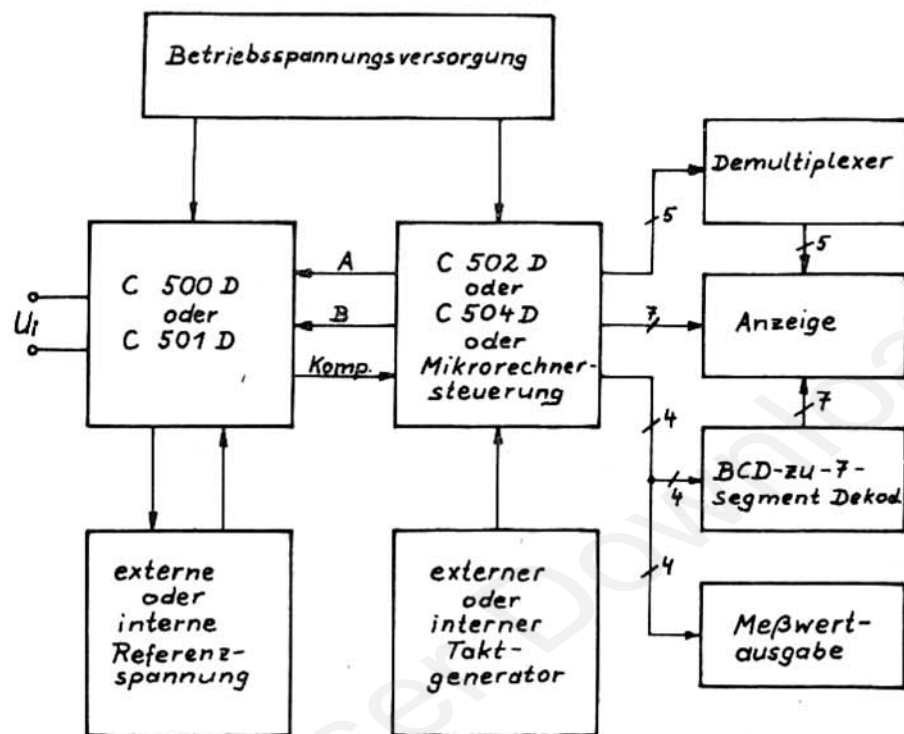 Betriebsspannungsversorgung
Demultiplexer
5
5
C 500 D
oder
C 501 D
Ui
A
B
Komp.
C 502 D
oder
C 504 D
oder
Mikrorechner-
steuerung
7
Anzeige
7
4
4
BCD-zu-7-
segment Dekod.
4
externe
oder
interne
Referenz-
spannung
externer
oder
interner
Takt-
generator
Meßwert-
ausgabe